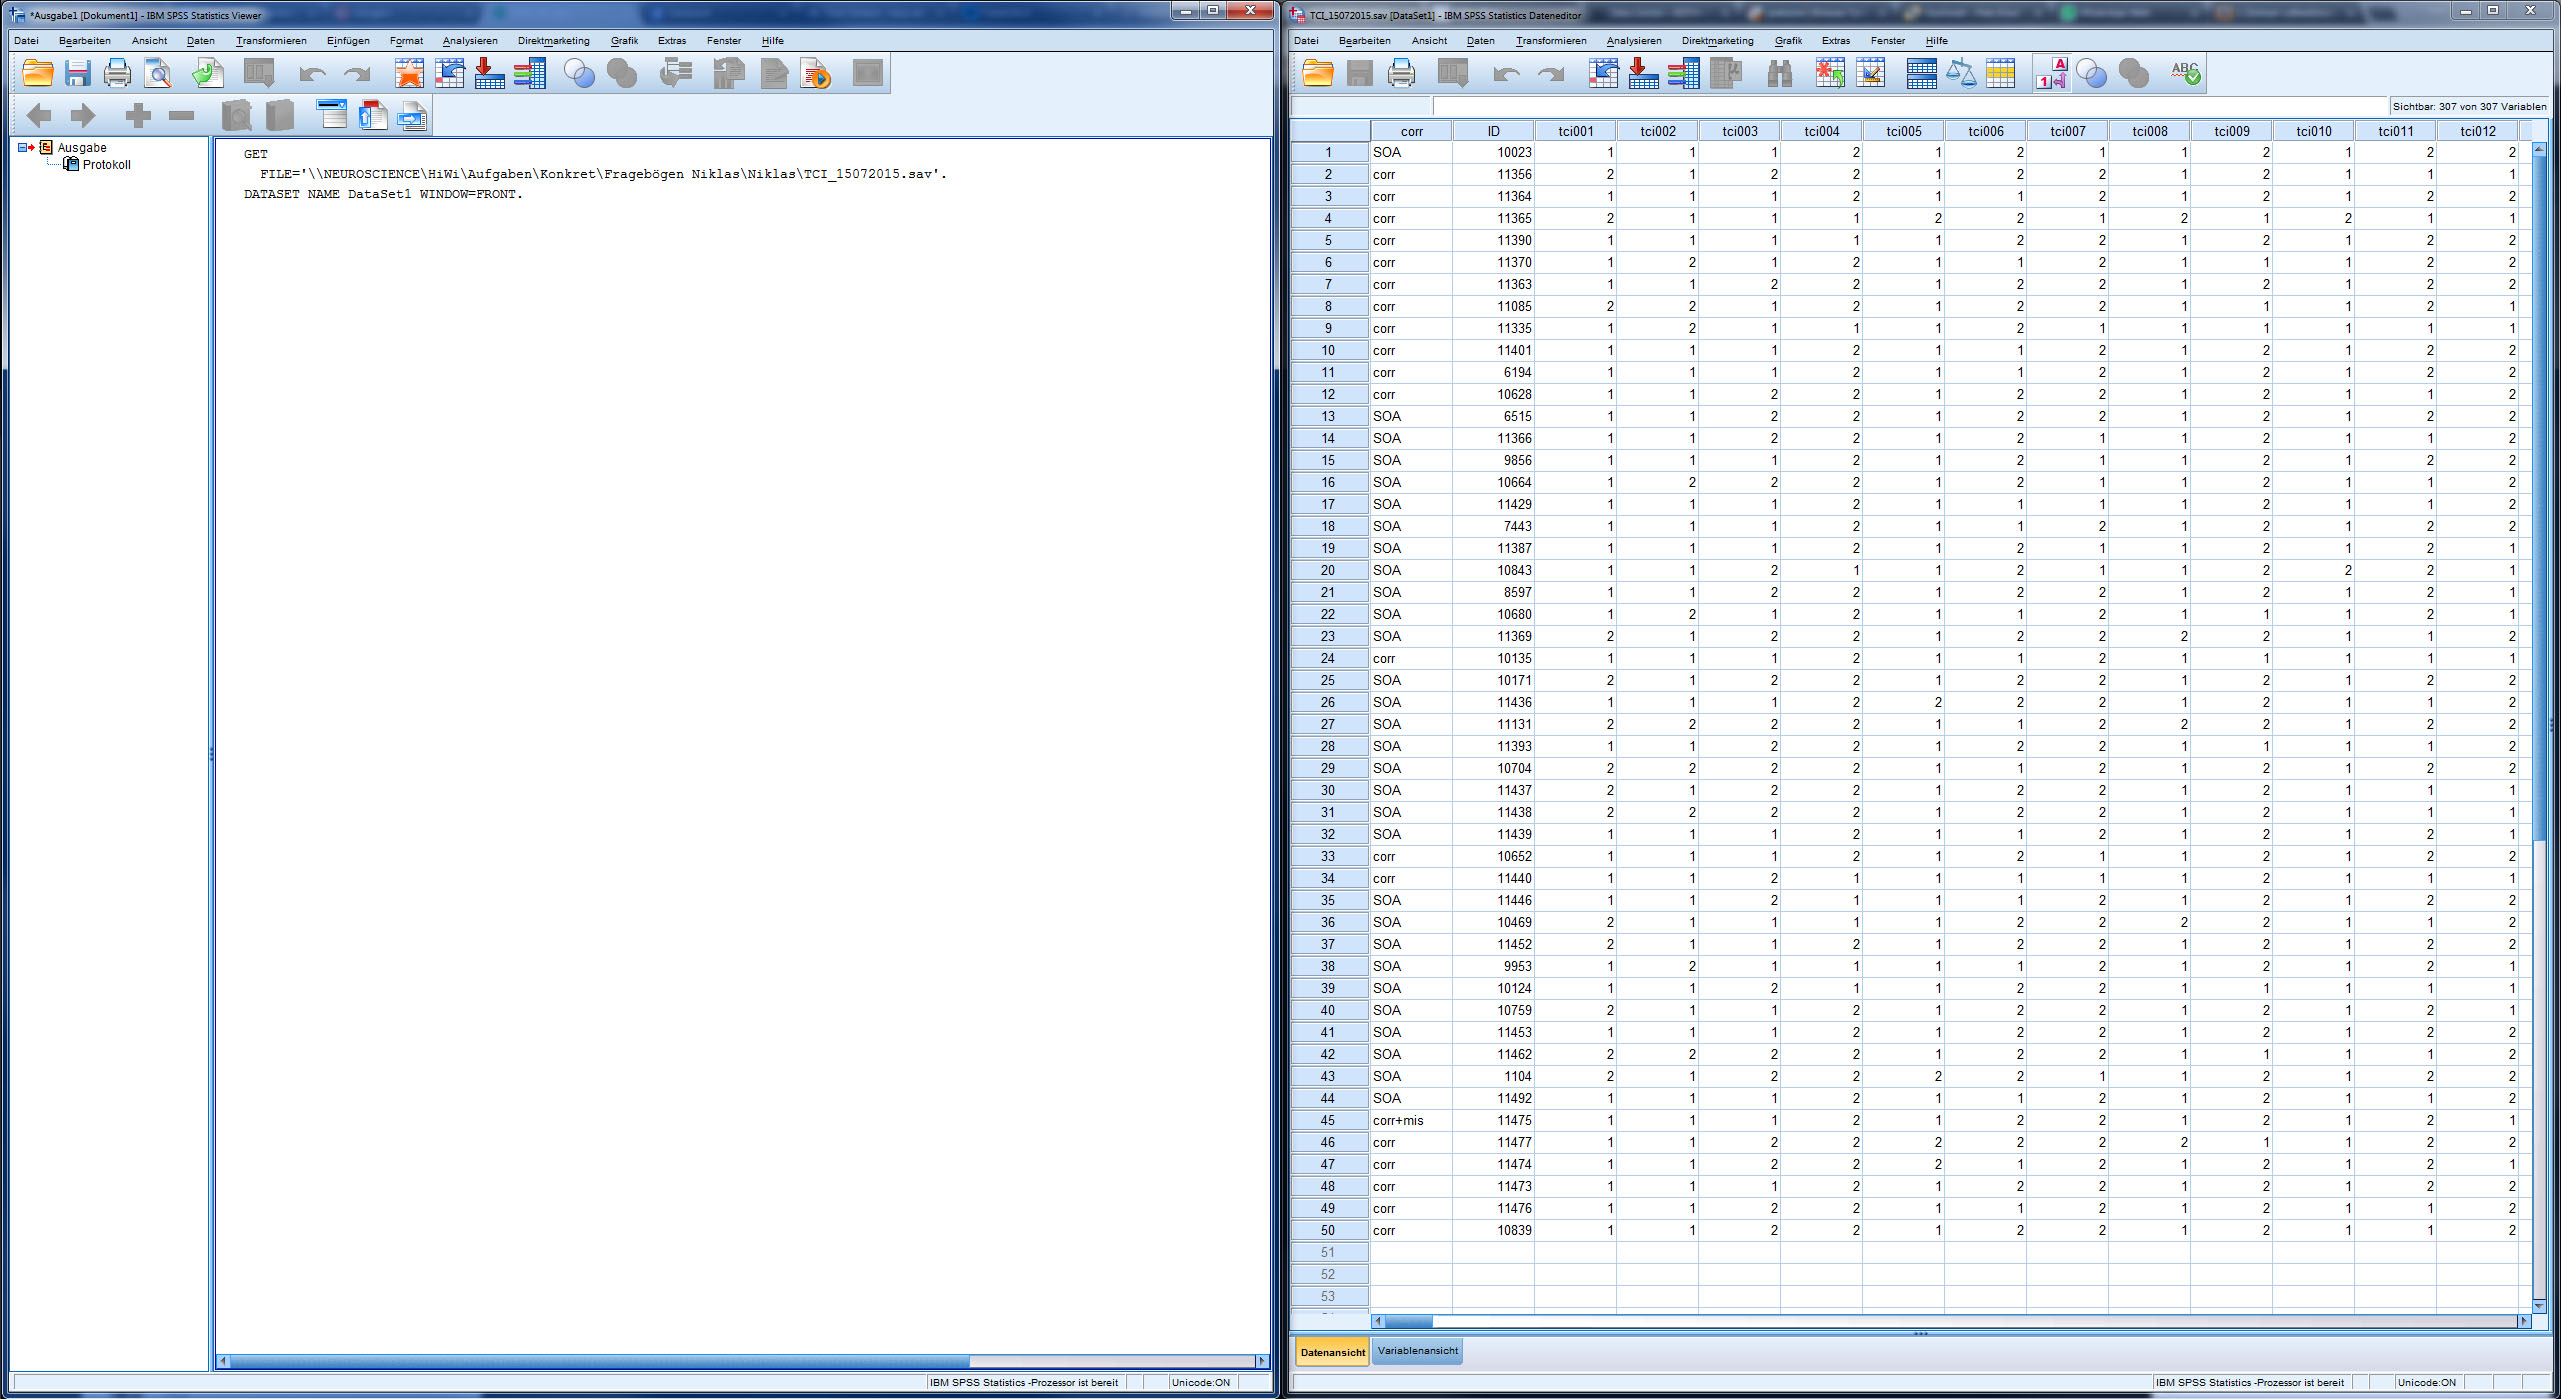 *Ausgabe1 [Dokument1] - IBM SPSS Statistics Viewer
Datei Bearbeiten Ansicht Daten Transformieren Einfügen Format Analysieren Direktmarketing Grafik Extras Fenster Hilfe
Ausgabe
Protokoll
GET
FILE='\\NEUROSCIENCE\HiWi\Aufgaben\Konkret\Fragebögen Niklas\Niklas\TCI_15072015.sav'.
DATASET NAME DataSet1 WINDOW=FRONT.
IBM SPSS Statistics -Prozessor ist bereit Unicode:ON
TCI_15072015.sav [DataSet1] - IBM SPSS Statistics Dateneditor
Datei Bearbeiten Ansicht Daten Transformieren Analysieren Direktmarketing Grafik Extras Fenster Hilfe
Sichtbar: 307 von 307 Variablen
corr ID tci001 tci002 tci003 tci004 tci005 tci006 tci007 tci008 tci009 tci010 tci011 tci012
1 SOA 10023 1 1 1 2 1 2 1 1 2 1 2 2
2 corr 11356 2 1 2 2 1 2 2 1 2 1 1 1
3 corr 11364 1 1 1 2 1 1 2 1 2 1 2 2
4 corr 11365 2 1 1 1 2 2 1 2 1 2 1 1
5 corr 11390 1 1 1 1 1 2 2 1 2 1 2 2
6 corr 11370 1 2 1 2 1 1 2 1 1 1 2 2
7 corr 11363 1 1 2 2 1 2 2 1 2 1 2 2
8 corr 11085 2 2 1 2 1 2 2 1 1 1 2 1
9 corr 11335 1 2 1 1 1 2 1 1 1 1 1 1
10 corr 11401 1 1 1 2 1 1 2 1 2 1 2 2
11 corr 6194 1 1 1 2 1 1 2 1 2 1 2 2
12 corr 10628 1 1 2 2 1 2 2 1 2 1 1 2
13 SOA 6515 1 1 2 2 1 2 1 1 2 1 2 2
14 SOA 11366 1 1 2 2 1 2 1 1 2 1 1 2
15 SOA 9856 1 1 1 2 1 2 1 1 2 1 2 2
16 SOA 10664 1 2 2 2 1 2 1 1 2 1 1 2
17 SOA 11429 1 1 1 2 1 1 1 1 2 1 1 2
18 SOA 7443 1 1 1 2 1 1 2 1 2 1 2 2
19 SOA 11387 1 1 1 2 1 2 1 1 2 1 2 1
20 SOA 10843 1 1 2 1 1 2 1 1 2 2 2 1
21 SOA 8597 1 1 2 2 1 2 2 1 2 1 2 1
22 SOA 10680 1 2 1 2 1 1 2 1 1 1 2 1
23 SOA 11369 2 1 2 2 1 2 2 2 2 1 1 2
24 corr 10135 1 1 1 2 1 1 2 1 1 1 1 1
25 SOA 10171 2 1 2 2 1 2 2 1 2 1 2 2
26 SOA 11436 1 1 1 2 2 2 2 1 2 1 1 2
27 SOA 11131 2 2 2 2 1 1 2 2 2 1 2 2
28 SOA 11393 1 1 2 2 1 2 2 1 1 1 1 2
29 SOA 10704 2 2 2 2 1 1 2 1 2 1 2 2
30 SOA 11437 2 1 2 2 1 2 2 1 2 1 1 1
31 SOA 11438 2 2 2 2 1 2 2 1 2 1 1 1
32 SOA 11439 1 1 1 2 1 1 2 1 2 1 2 1
33 corr 10652 1 1 1 2 1 2 1 1 2 1 2 2
34 corr 11440 1 1 2 1 1 1 1 1 2 1 1 1
35 SOA 11446 1 1 2 1 1 1 2 1 2 1 2 2
36 SOA 10469 2 1 1 1 1 2 2 2 2 1 1 2
37 SOA 11452 2 1 1 2 1 2 2 1 2 1 2 2
38 SOA 9953 1 2 1 1 1 1 2 1 2 1 2 1
39 SOA 10124 1 1 2 1 1 2 2 1 1 1 1 1
40 SOA 10759 2 1 1 2 1 2 2 1 2 1 2 1
41 SOA 11453 1 1 1 2 1 2 2 1 2 1 2 2
42 SOA 11462 2 2 2 2 1 2 2 1 1 1 1 2
43 SOA 1104 2 1 2 2 2 2 1 1 2 1 2 2
44 SOA 11492 1 1 1 2 1 1 2 1 2 1 1 2
45 corr+mis 11475 1 1 1 2 1 2 2 1 2 1 2 1
46 corr 11477 1 1 2 2 2 2 2 2 1 1 2 2
47 corr 11474 1 1 2 2 2 1 2 1 2 1 2 1
48 corr 11473 1 1 1 2 1 2 2 1 2 1 2 2
49 corr 11476 1 1 2 2 1 1 2 1 2 1 1 2
50 corr 10839 1 1 2 2 1 2 2 1 2 1 1 2
51
52
53
Datenansicht Variablenansicht
IBM SPSS Statistics -Prozessor ist bereit Unicode:ON